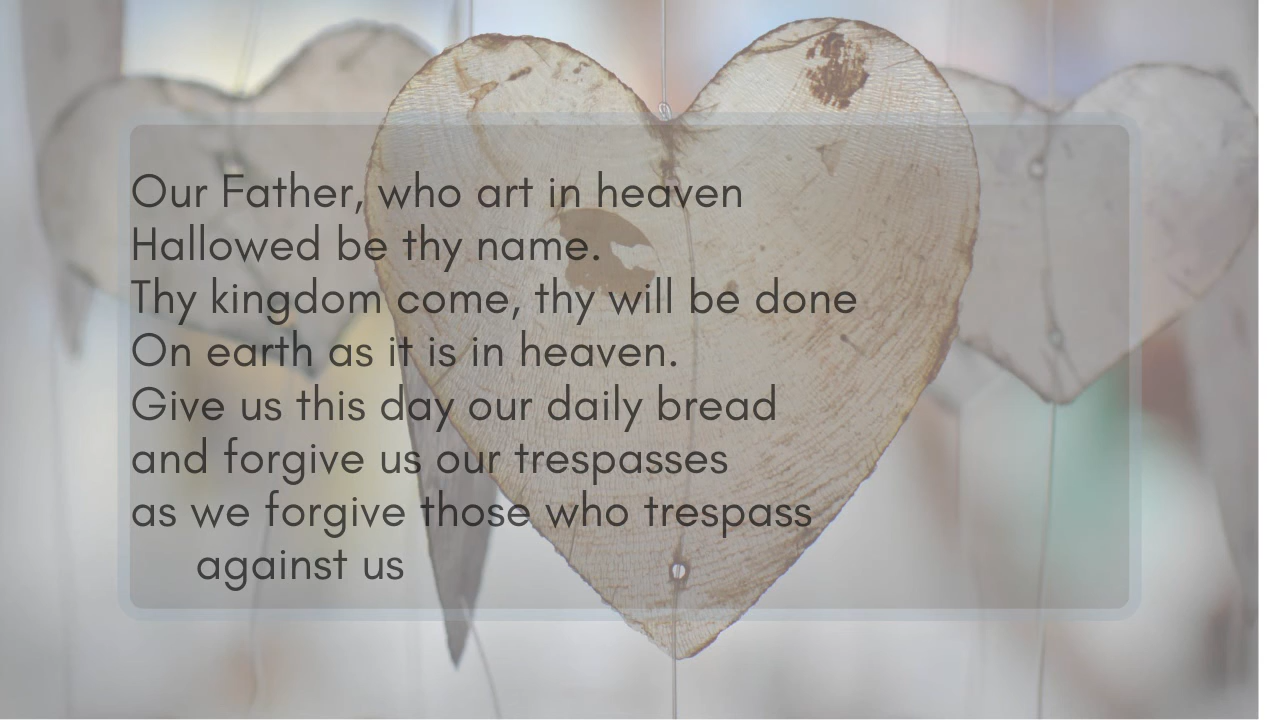 Our Father, who art in heaven
Hallowed be thy name.
Thy kingdom come, thy will be done
On earth as it is in heaven.
Give us this day our daily bread
and forgive us our trespasses
as we forgive those who trespass
against us